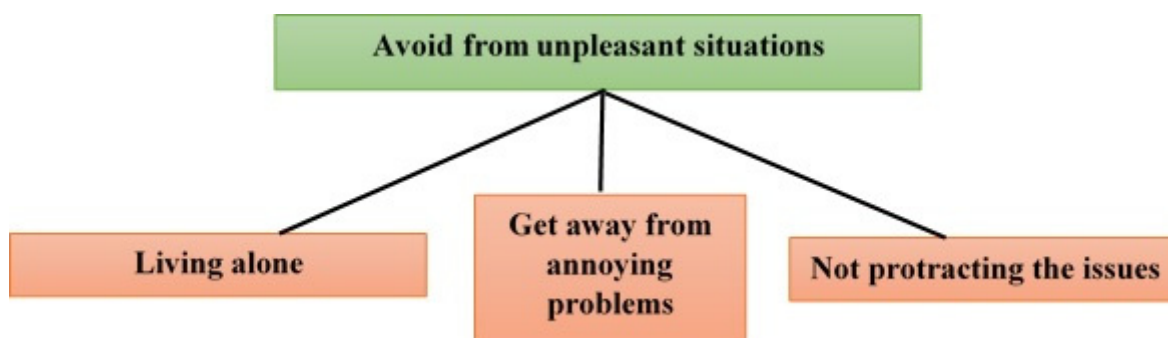 Avoid from unpleasant situations
Living alone
Get away from
annoying
problems
Not protracting the issues